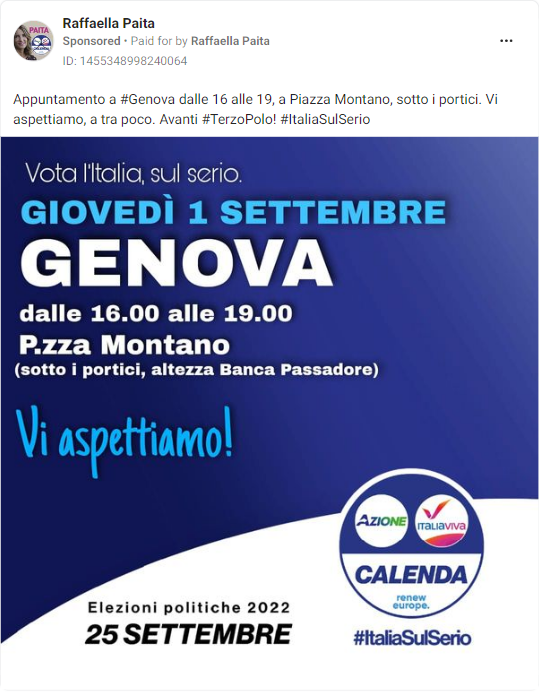 Raffaella Paita
Sponsored • Paid for by Raffaella Paita
ID: 1455348998240064
Appuntamento a #Genova dalle 16 alle 19, a Piazza Montano, sotto i portici. Vi
aspettiamo, a tra poco. Avanti #TerzoPolo! #ItaliaSulSerio
Vota l'Italia, sul serio.
GIOVEDÌ 1 SETTEMBRE
GENOVA
dalle 16.00 alle 19.00
P.zza Montano
(sotto i portici, altezza Banca Passadore)
Vi aspettiamo!
AZIONE
ITALIAVIVA
CALENDA
renew
europe.
Elezioni politiche 2022
25 SETTEMBRE
#ItaliaSulSerio